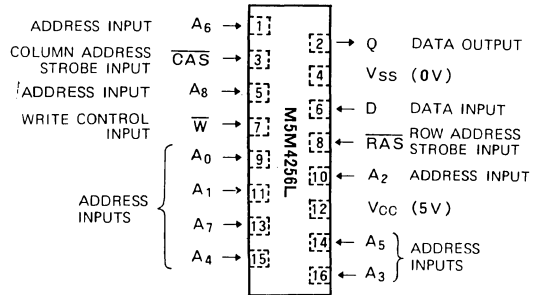 ADDRESS INPUT A6 → 1
2 → Q DATA OUTPUT
COLUMN ADDRESS
STROBE INPUT C̅A̅S̅ → 3
4 VSS (0V)
ADDRESS INPUT A8 → 5
6 ← D DATA INPUT
WRITE CONTROL
INPUT W̅ → 7
8 ← R̅A̅S̅ ROW ADDRESS
STROBE INPUT
A0 → 9
10 ← A2 ADDRESS INPUT
ADDRESS
INPUTS
A1 → 11
12 VCC (5V)
A7 → 13
14 ← A5
ADDRESS
INPUTS
A4 → 15
16 ← A3
M5M4256L